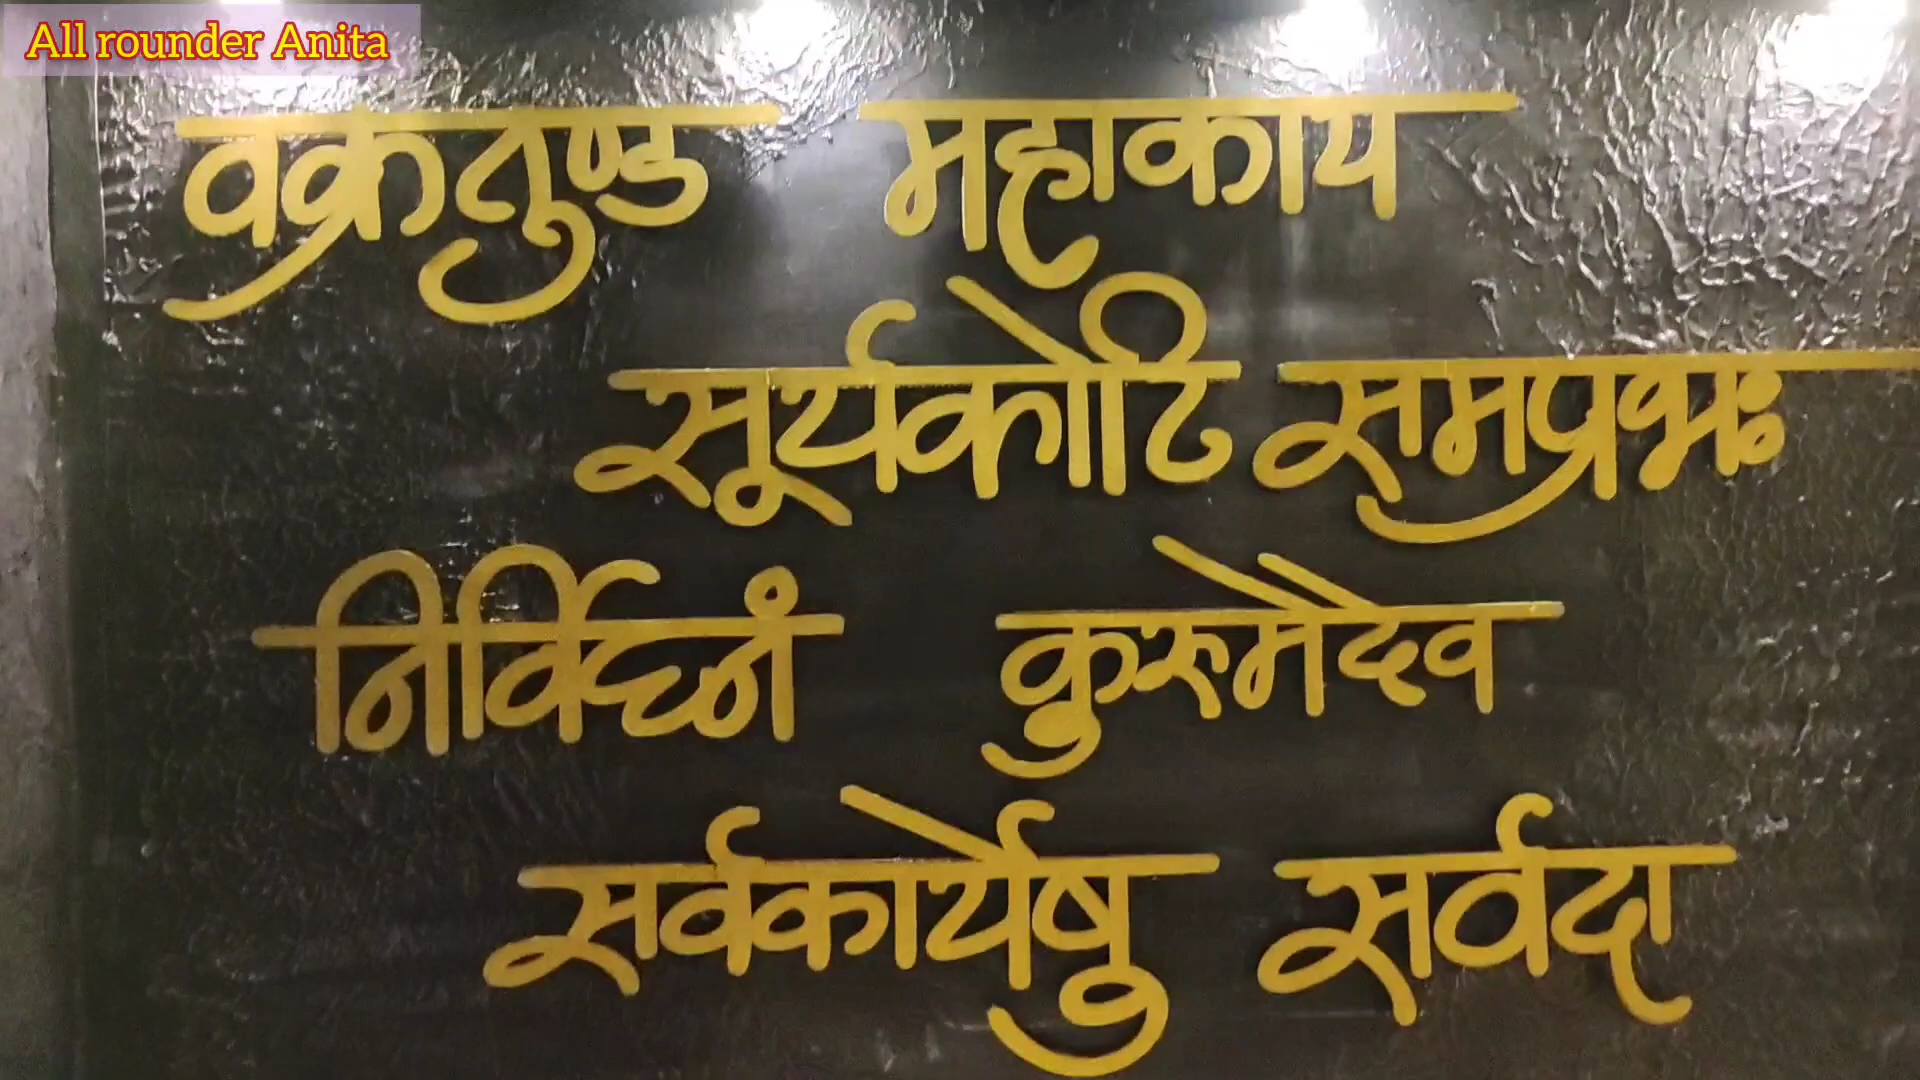 All rounder Anita
वक्रतुण्ड महाकाय
सूर्यकोटि समप्रभः
निर्विघ्नं कुरुमेदैव
सर्वकार्येषु सर्वदा